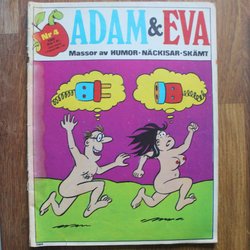 Nr 4
ADAM & EVA
Massor av HUMOR-NÄCKISAR-SKÄMT